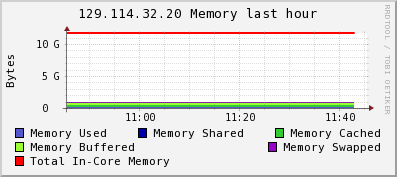 129.114.32.20 Memory last hour
RRDTOOL / TOBI OETIKER
Bytes
10 G
5 G
0
11:00 11:20 11:40
Memory Used Memory Shared Memory Cached
Memory Buffered Memory Swapped
Total In-Core Memory